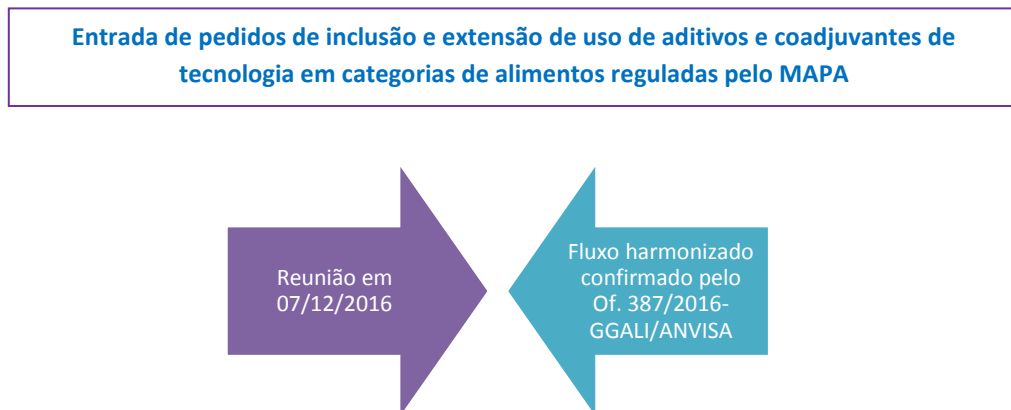 Entrada de pedidos de inclusão e extensão de uso de aditivos e coadjuvantes de
tecnologia em categorias de alimentos reguladas pelo MAPA
Reunião em
07/12/2016
Fluxo harmonizado
confirmado pelo
Of. 387/2016-
GGALI/ANVISA